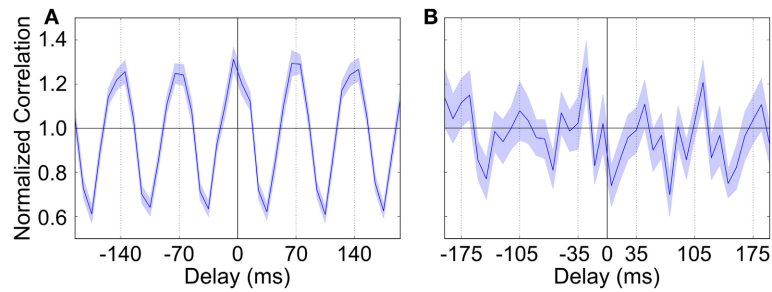 A
B
Normalized Correlation
1.4
1.2
1.0
0.8
0.6
-140 -70 0 70 140
Delay (ms)
-175 -105 -35 0 35 105 175
Delay (ms)